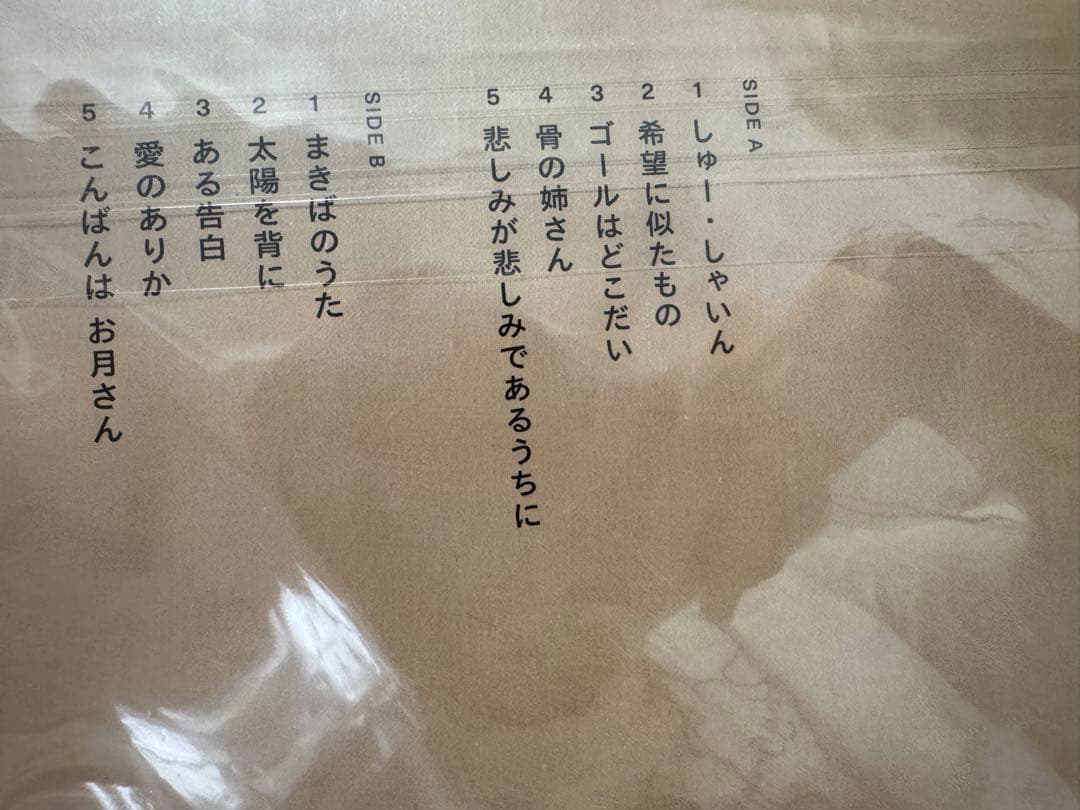 SIDE A
1 しゅー・しゃいん
2 希望に似たもの
3 ゴールはどこだい
4 骨の姉さん
5 悲しみが悲しみであるうちに
SIDE B
1 まきばのうた
2 太陽を背に
3 ある告白
4 愛のありか
5 こんばんは お月さん